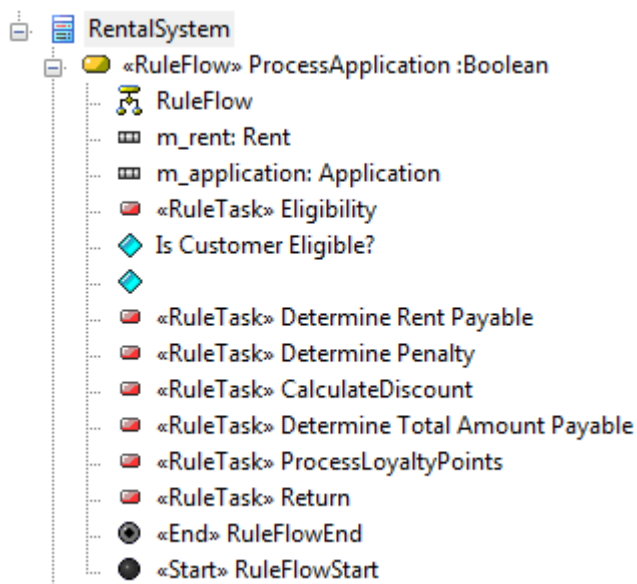 RentalSystem
«RuleFlow» ProcessApplication :Boolean
RuleFlow
m_rent: Rent
m_application: Application
«RuleTask» Eligibility
Is Customer Eligible?
«RuleTask» Determine Rent Payable
«RuleTask» Determine Penalty
«RuleTask» CalculateDiscount
«RuleTask» Determine Total Amount Payable
«RuleTask» ProcessLoyaltyPoints
«RuleTask» Return
«End» RuleFlowEnd
«Start» RuleFlowStart